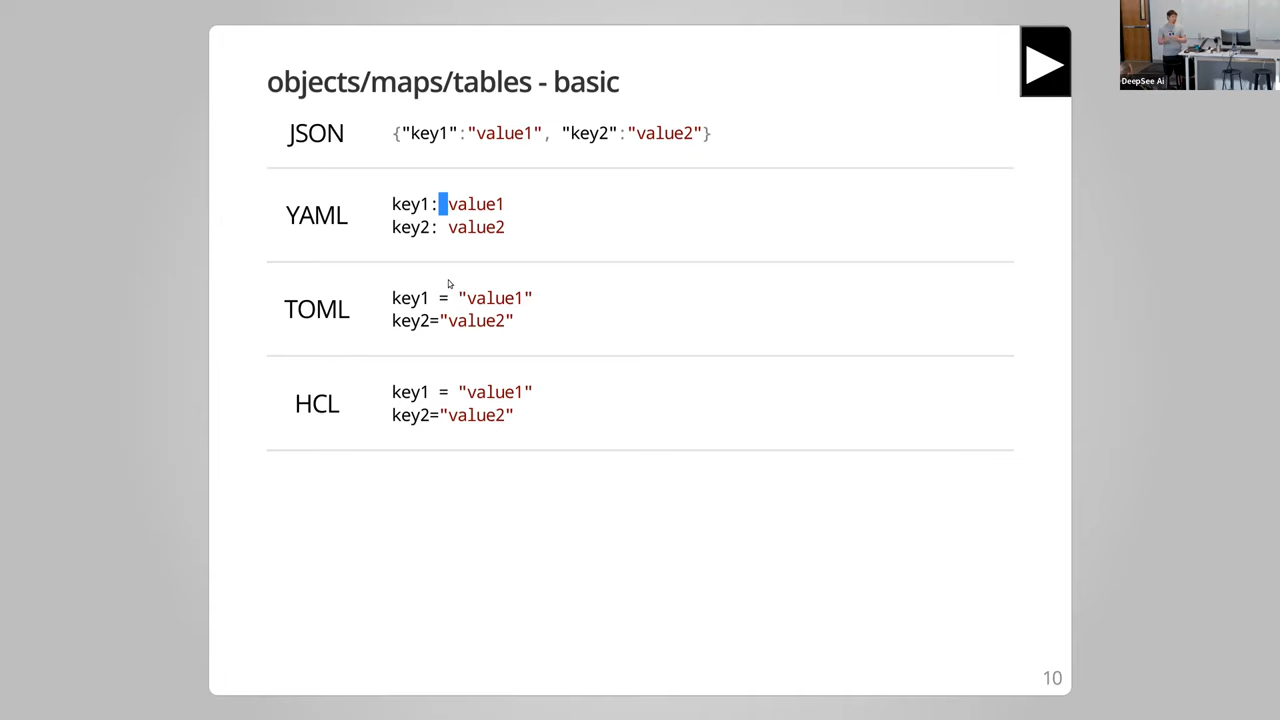 objects/maps/tables - basic
JSON
{"key1":"value1", "key2":"value2"}
YAML
key1: value1
key2: value2
TOML
key1 = "value1"
key2="value2"
HCL
key1 = "value1"
key2="value2"
10
DeepSee Ai